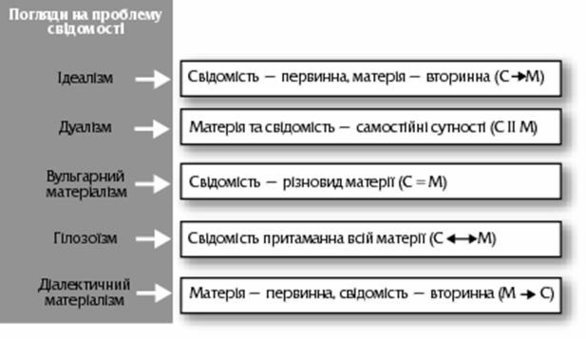 Погляди на проблему
свідомості
Ідеалізм
Свідомість – первинна, матерія – вторинна (С → М)
Дуалізм
Матерія та свідомість – самостійні сутності (С ІІ М)
Вульгарний
матеріалізм
Свідомість – різновид матерії (С = М)
Гілозоїзм
Свідомість притаманна всій матерії (С ↔ М)
Діалектичний
матеріалізм
Матерія – первинна, свідомість – вторинна (М → С)